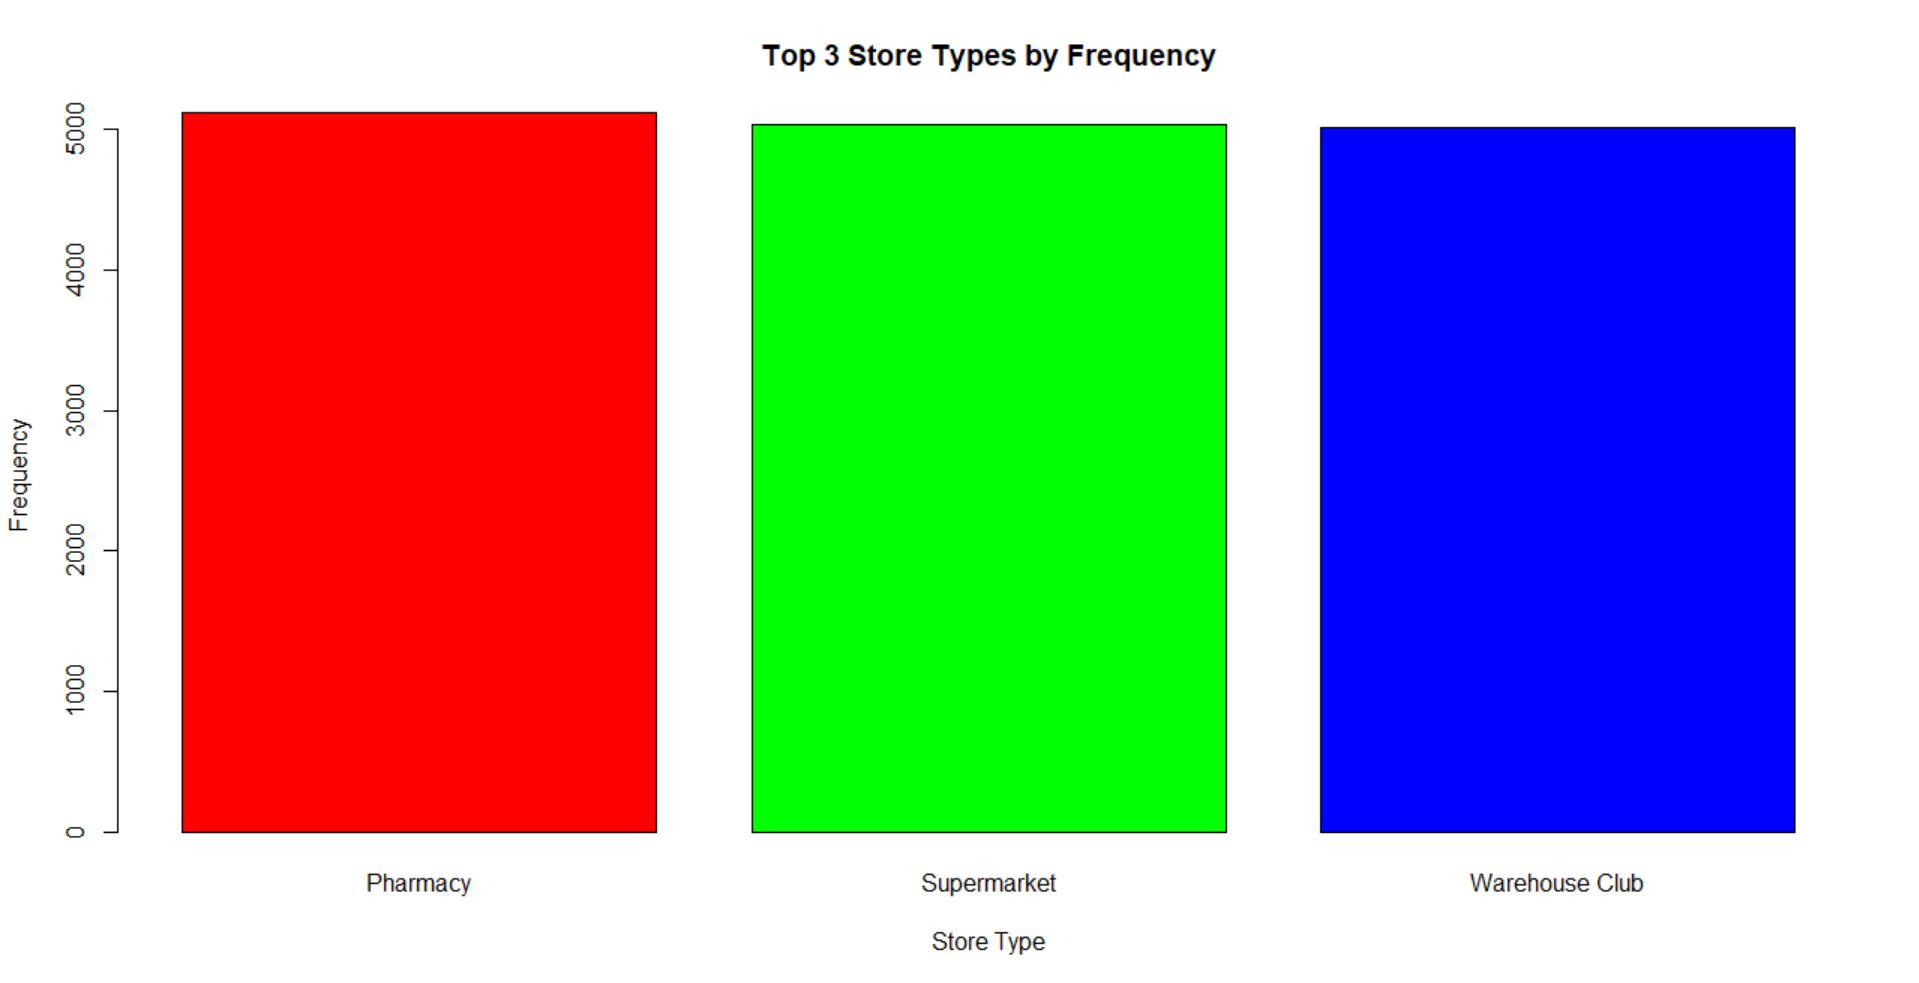 Top 3 Store Types by Frequency
5000
4000
3000
2000
1000
0
Frequency
Pharmacy
Supermarket
Warehouse Club
Store Type